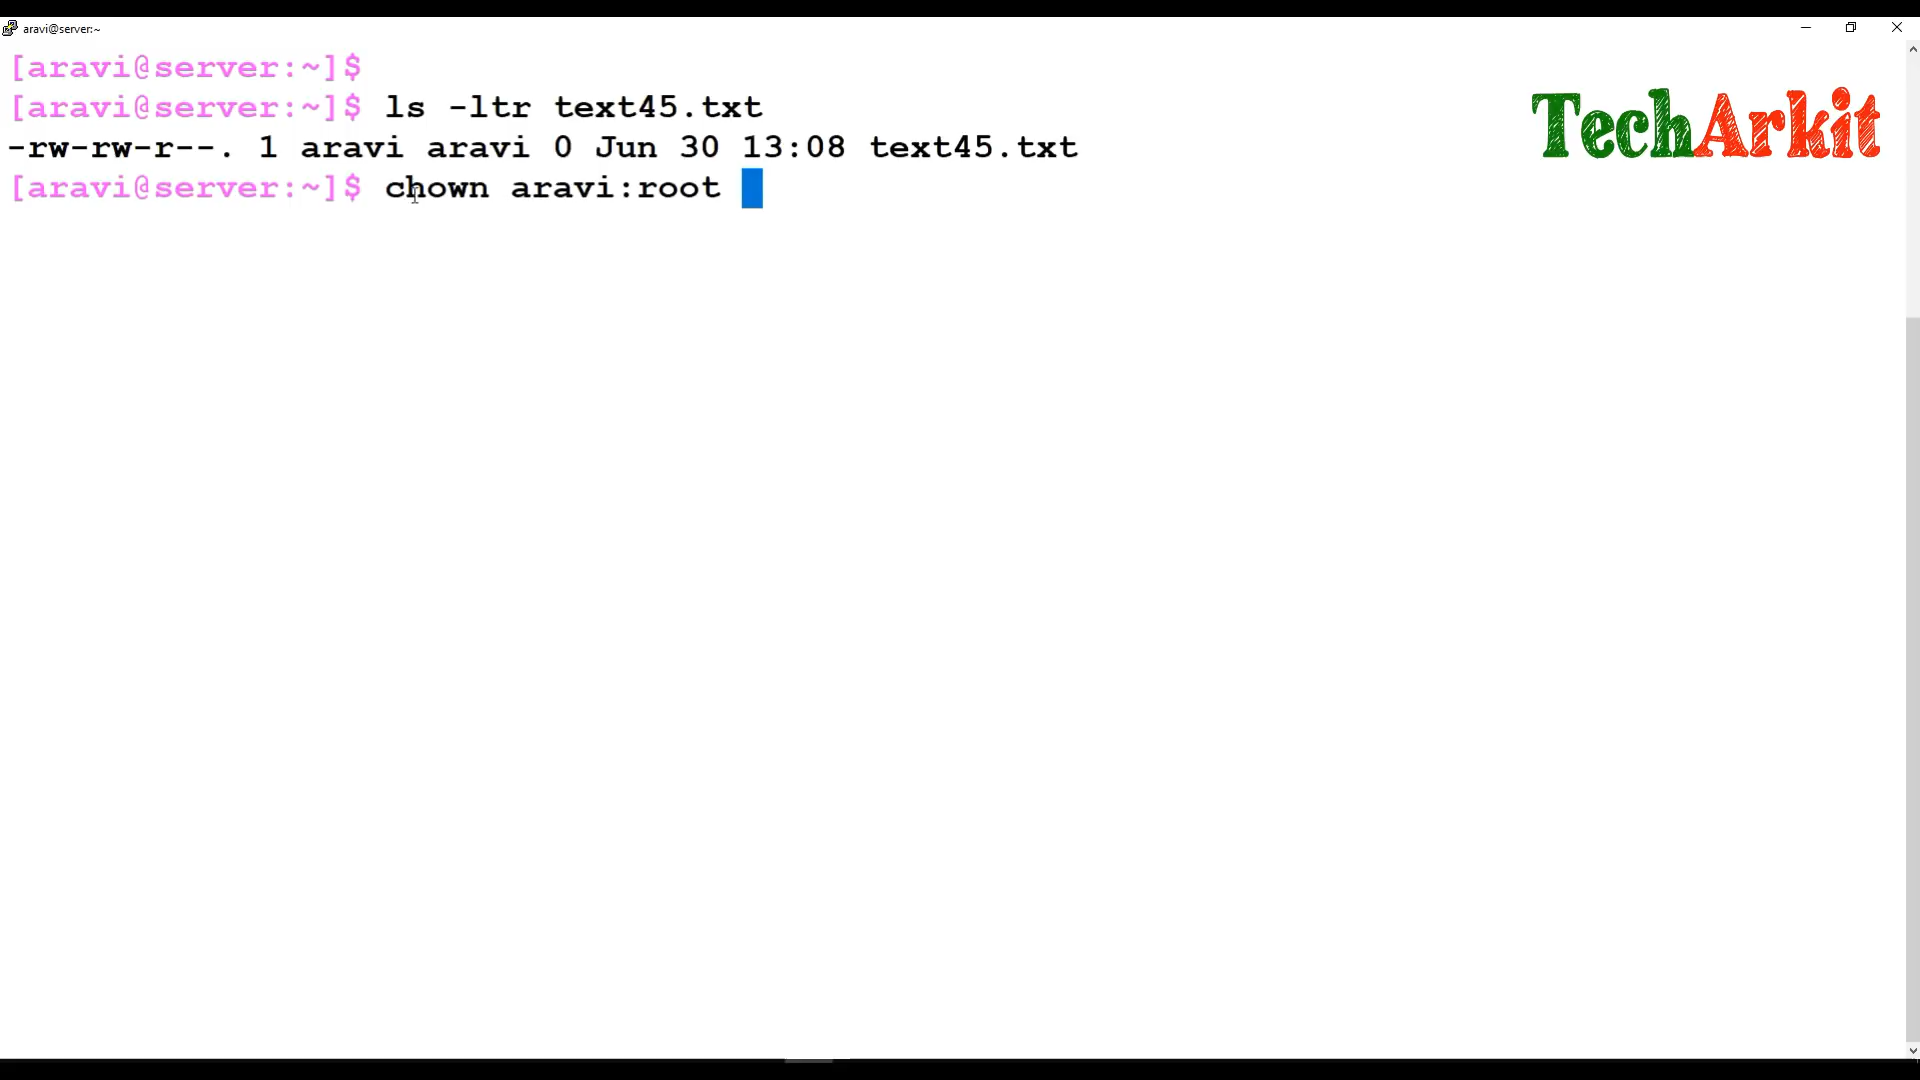 aravi@server:~
[aravi@server:~]$
[aravi@server:~]$ ls -ltr text45.txt
-rw-rw-r--. 1 aravi aravi 0 Jun 30 13:08 text45.txt
[aravi@server:~]$ chown aravi:root
TechArkit